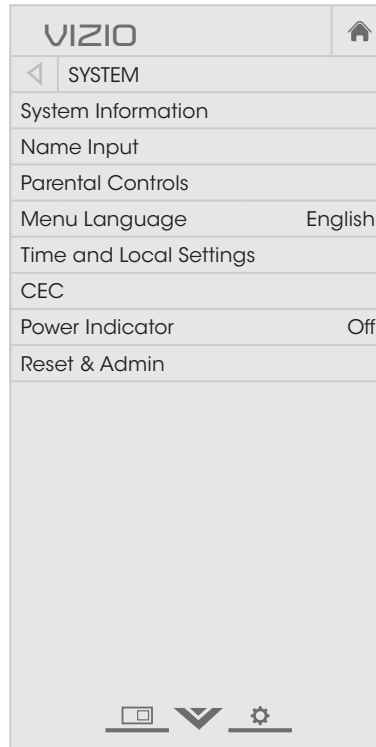 VIZIO
SYSTEM
System Information
Name Input
Parental Controls
Menu Language English
Time and Local Settings
CEC
Power Indicator Off
Reset & Admin